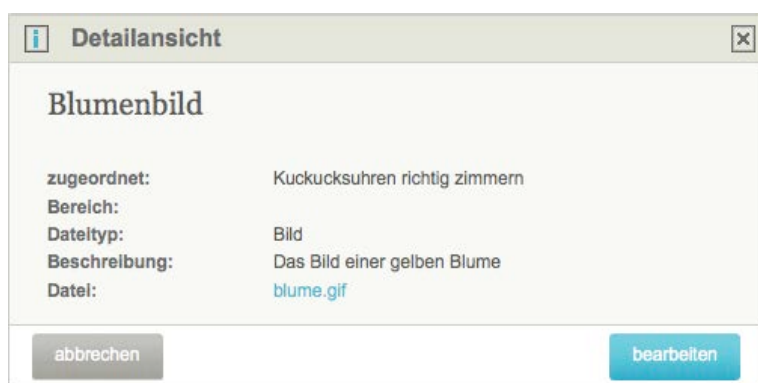 i Detailansicht
Blumenbild
zugeordnet: Kuckucksuhren richtig zimmern
Bereich:
Dateityp: Bild
Beschreibung: Das Bild einer gelben Blume
Datei: blume.gif
abbrechen bearbeiten